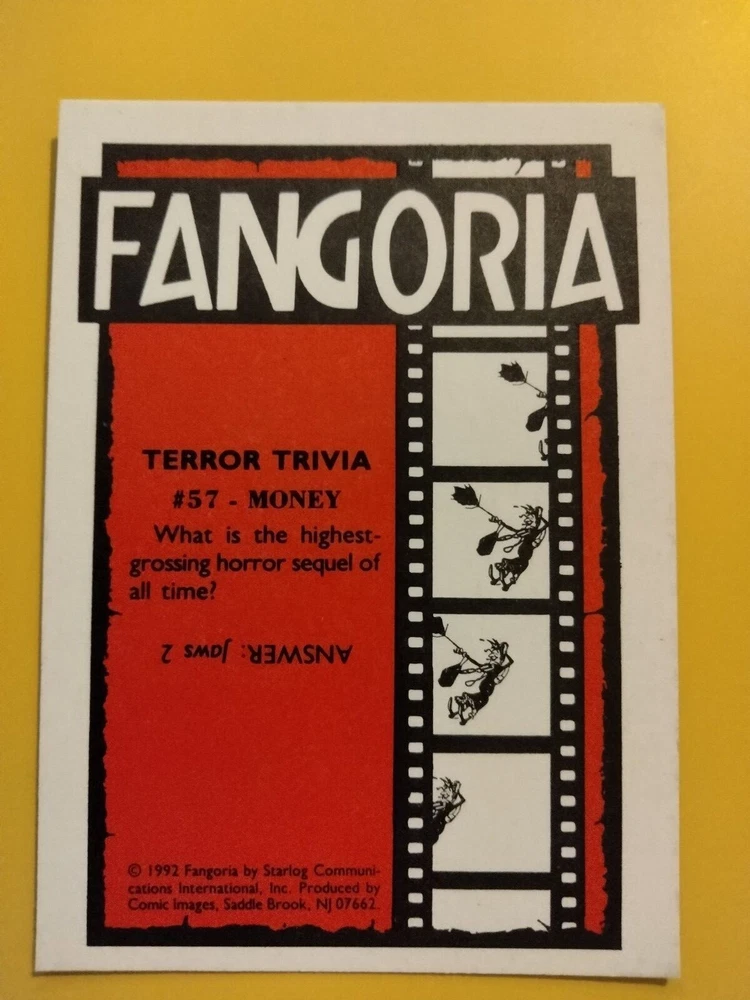 FANGORIA
TERROR TRIVIA
#57 - MONEY
What is the highest-
grossing horror sequel of
all time?
ANSWER: Jaws 2
© 1992 Fangoria by Starlog Communi-
cations International, Inc. Produced by
Comic Images, Saddle Brook, NJ 07662.